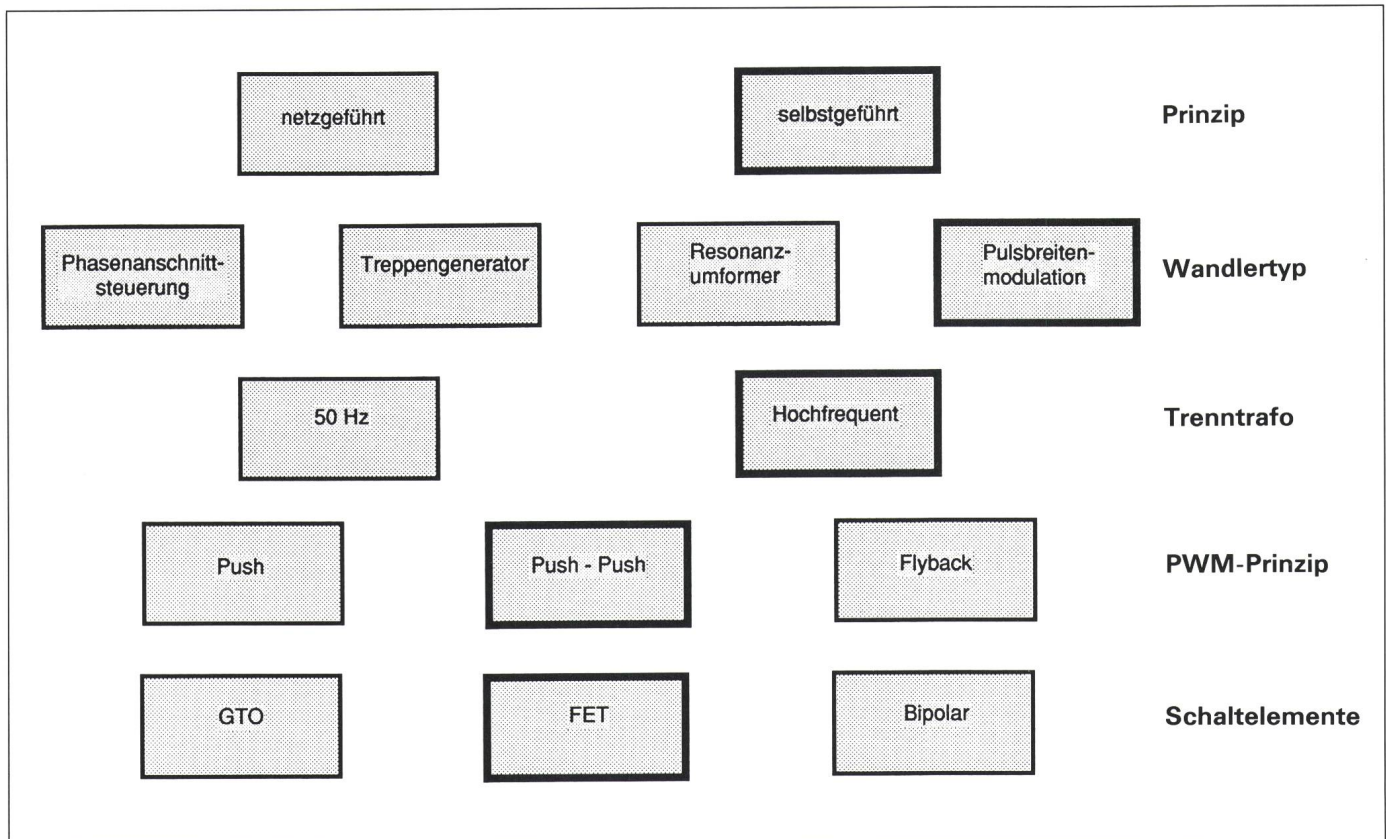 netzgeführt
selbstgeführt
Prinzip
Phasenanschnitt-
steuerung
Treppengenerator
Resonanz-
umformer
Pulsbreiten-
modulation
Wandlertyp
50 Hz
Hochfrequent
Trenntrafo
Push
Push - Push
Flyback
PWM-Prinzip
GTO
FET
Bipolar
Schaltelemente